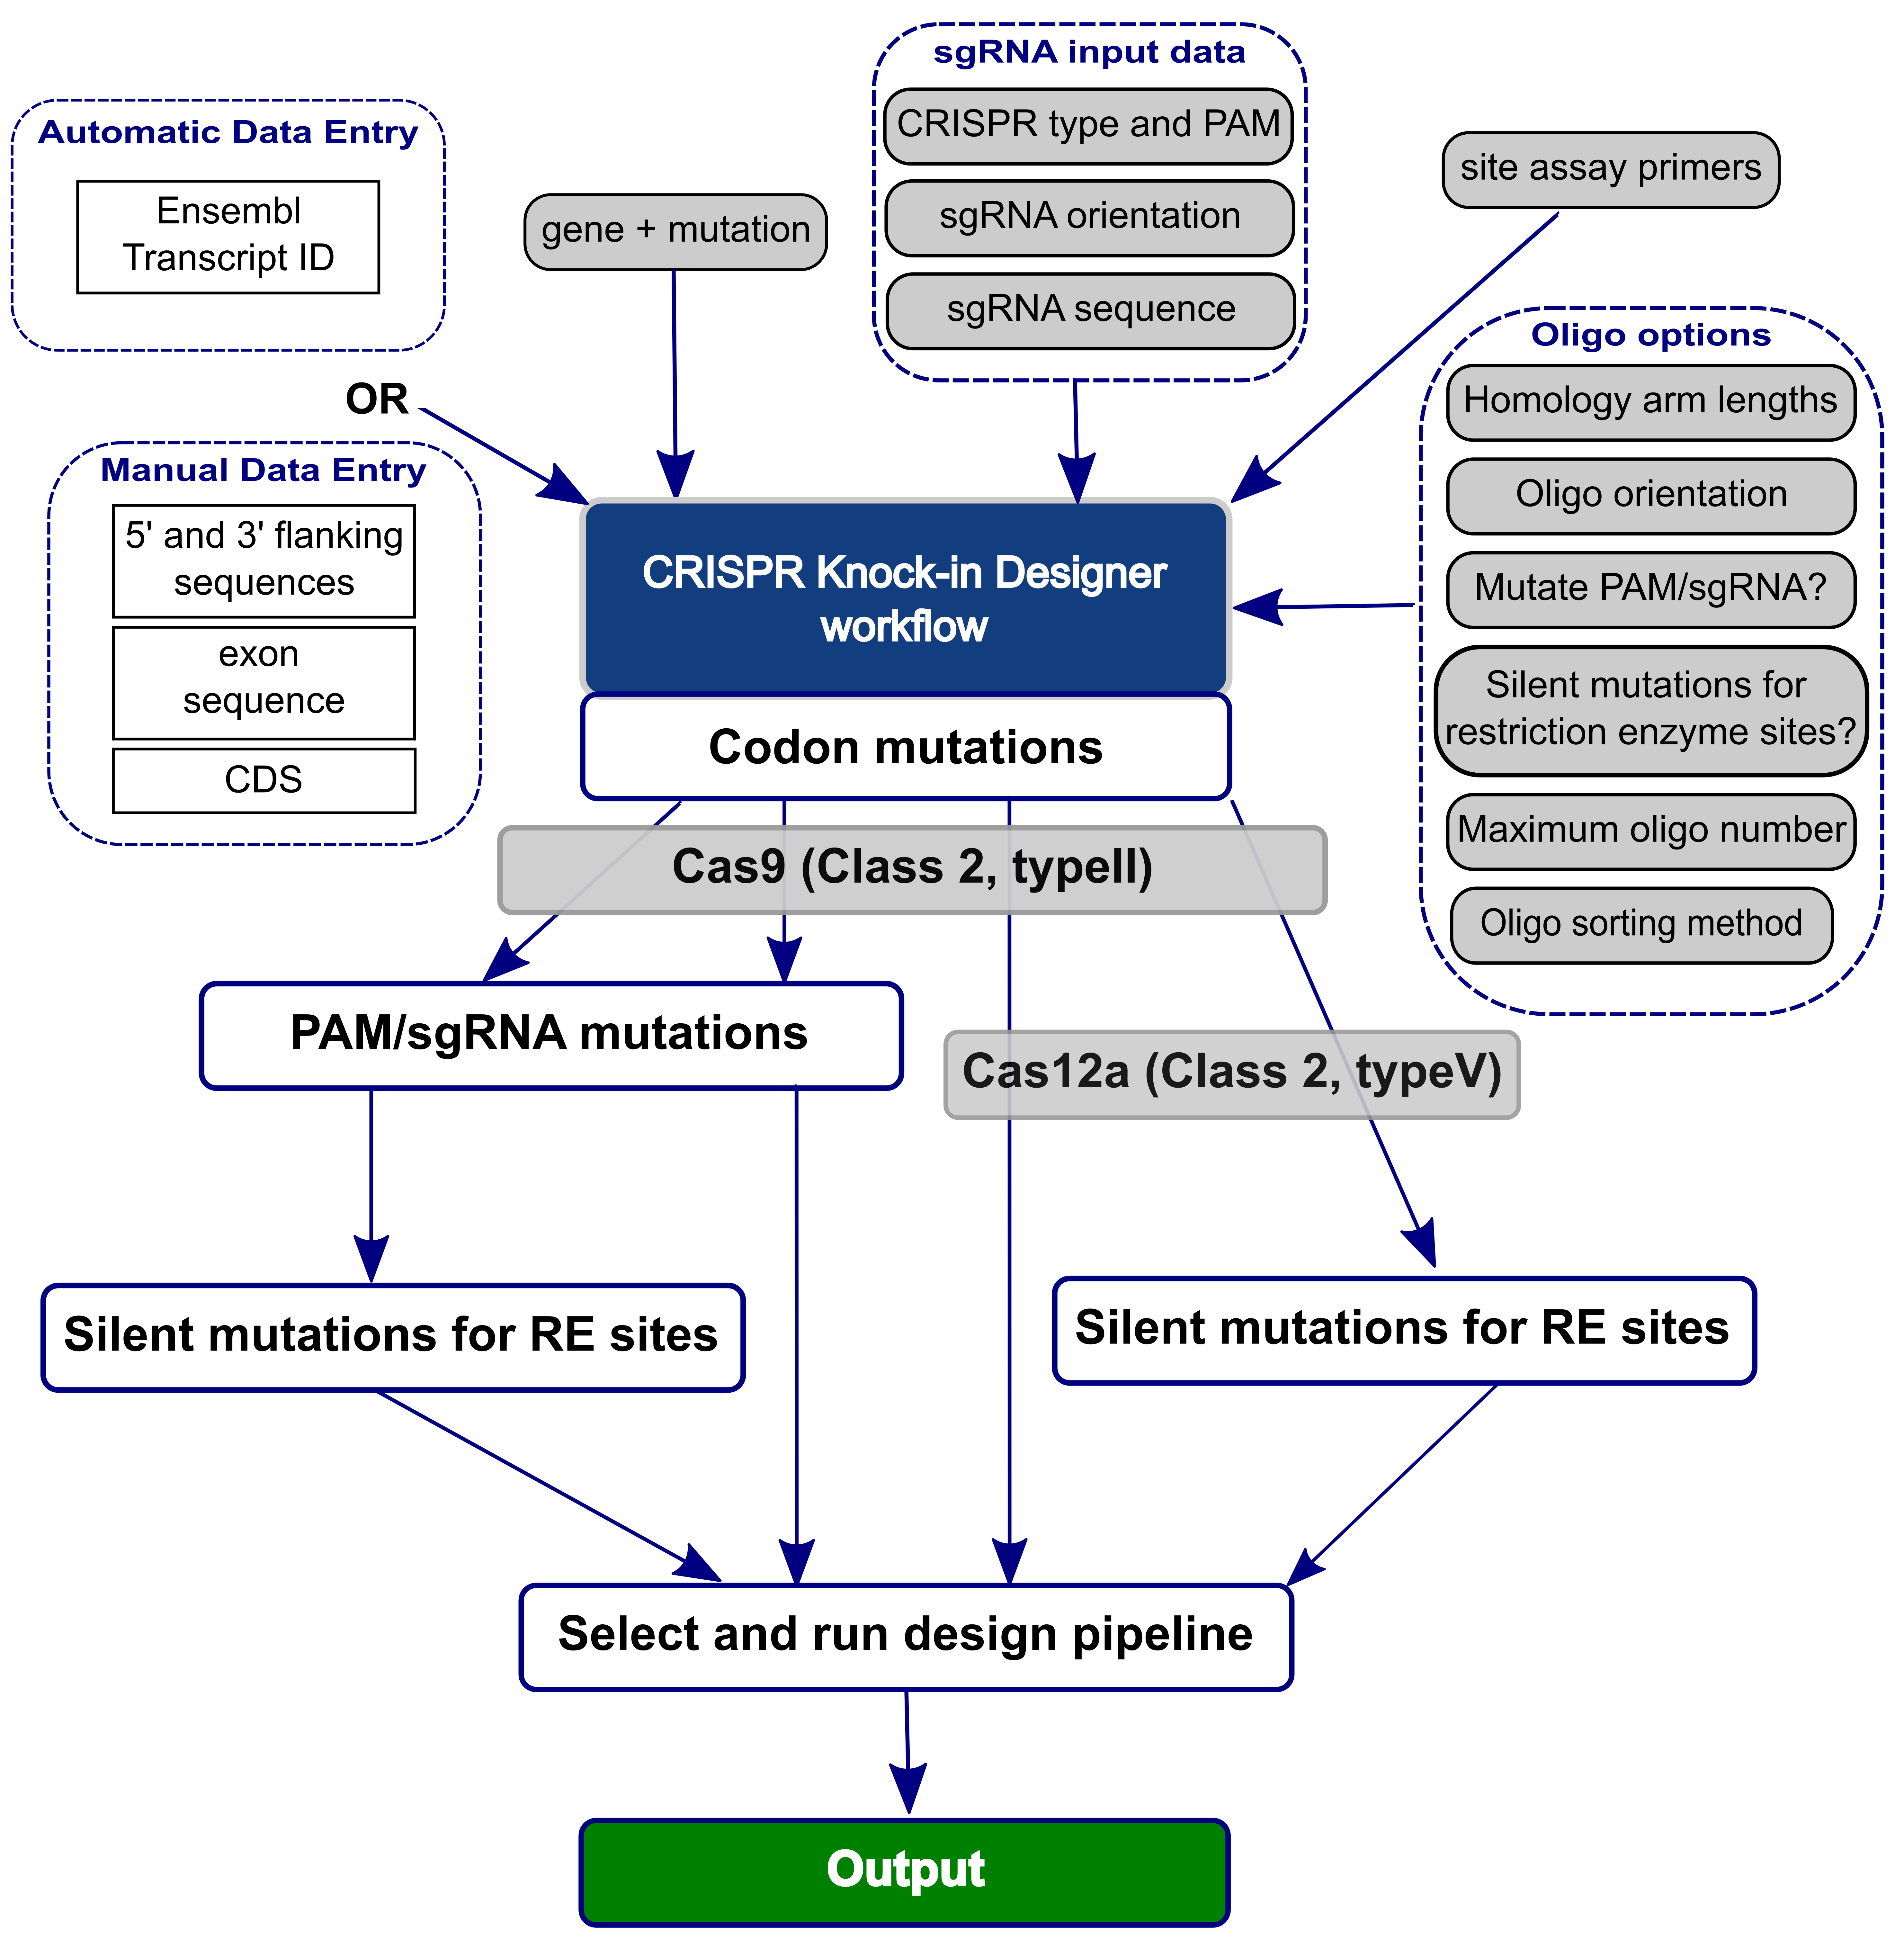 sgRNA input data
CRISPR type and PAM
sgRNA orientation
sgRNA sequence
Automatic Data Entry
Ensembl
Transcript ID
gene + mutation
site assay primers
OR
Manual Data Entry
5' and 3' flanking
sequences
exon
sequence
CDS
Oligo options
Homology arm lengths
Oligo orientation
Mutate PAM/sgRNA?
Silent mutations for
restriction enzyme sites?
Maximum oligo number
Oligo sorting method
CRISPR Knock-in Designer
workflow
Codon mutations
Cas9 (Class 2, typeII)
PAM/sgRNA mutations
Cas12a (Class 2, typeV)
Silent mutations for RE sites
Silent mutations for RE sites
Select and run design pipeline
Output